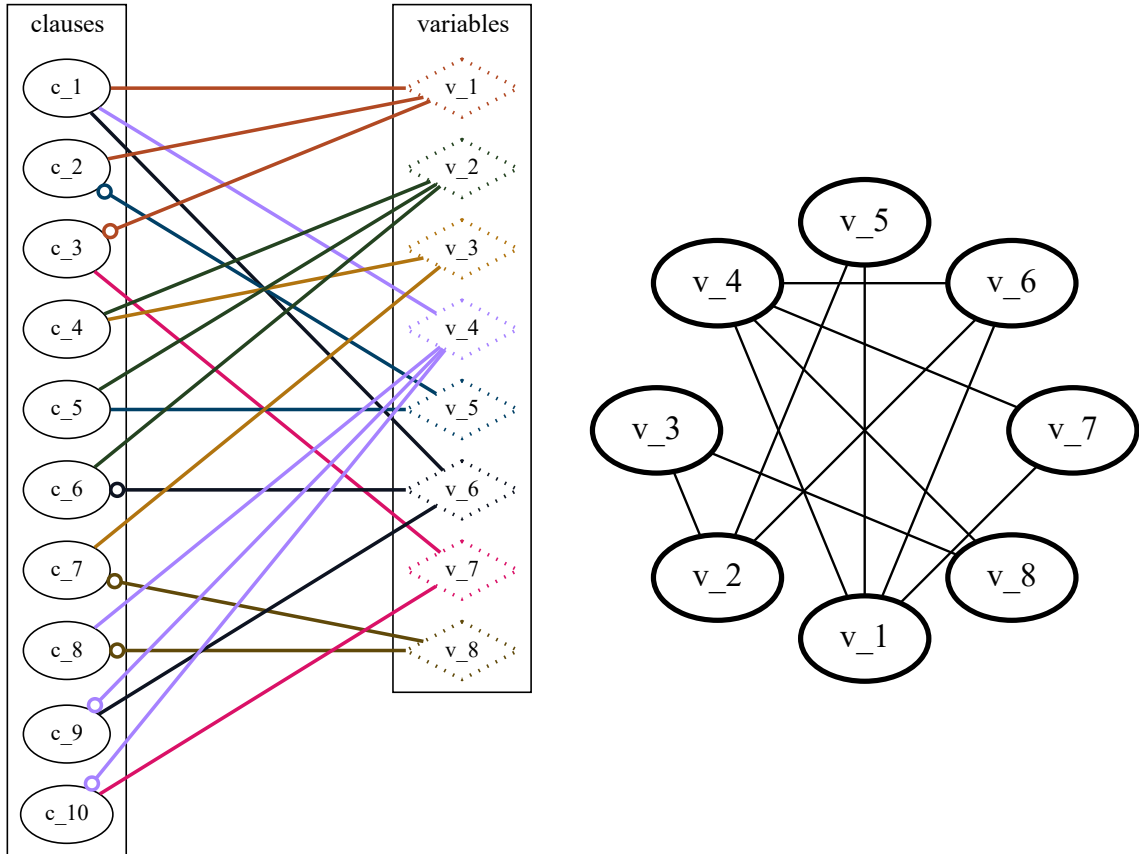 clauses
c_1
c_2
c_3
c_4
c_5
c_6
c_7
c_8
c_9
c_10
variables
v_1
v_2
v_3
v_4
v_5
v_6
v_7
v_8
v_5
v_4
v_6
v_3
v_7
v_2
v_8
v_1